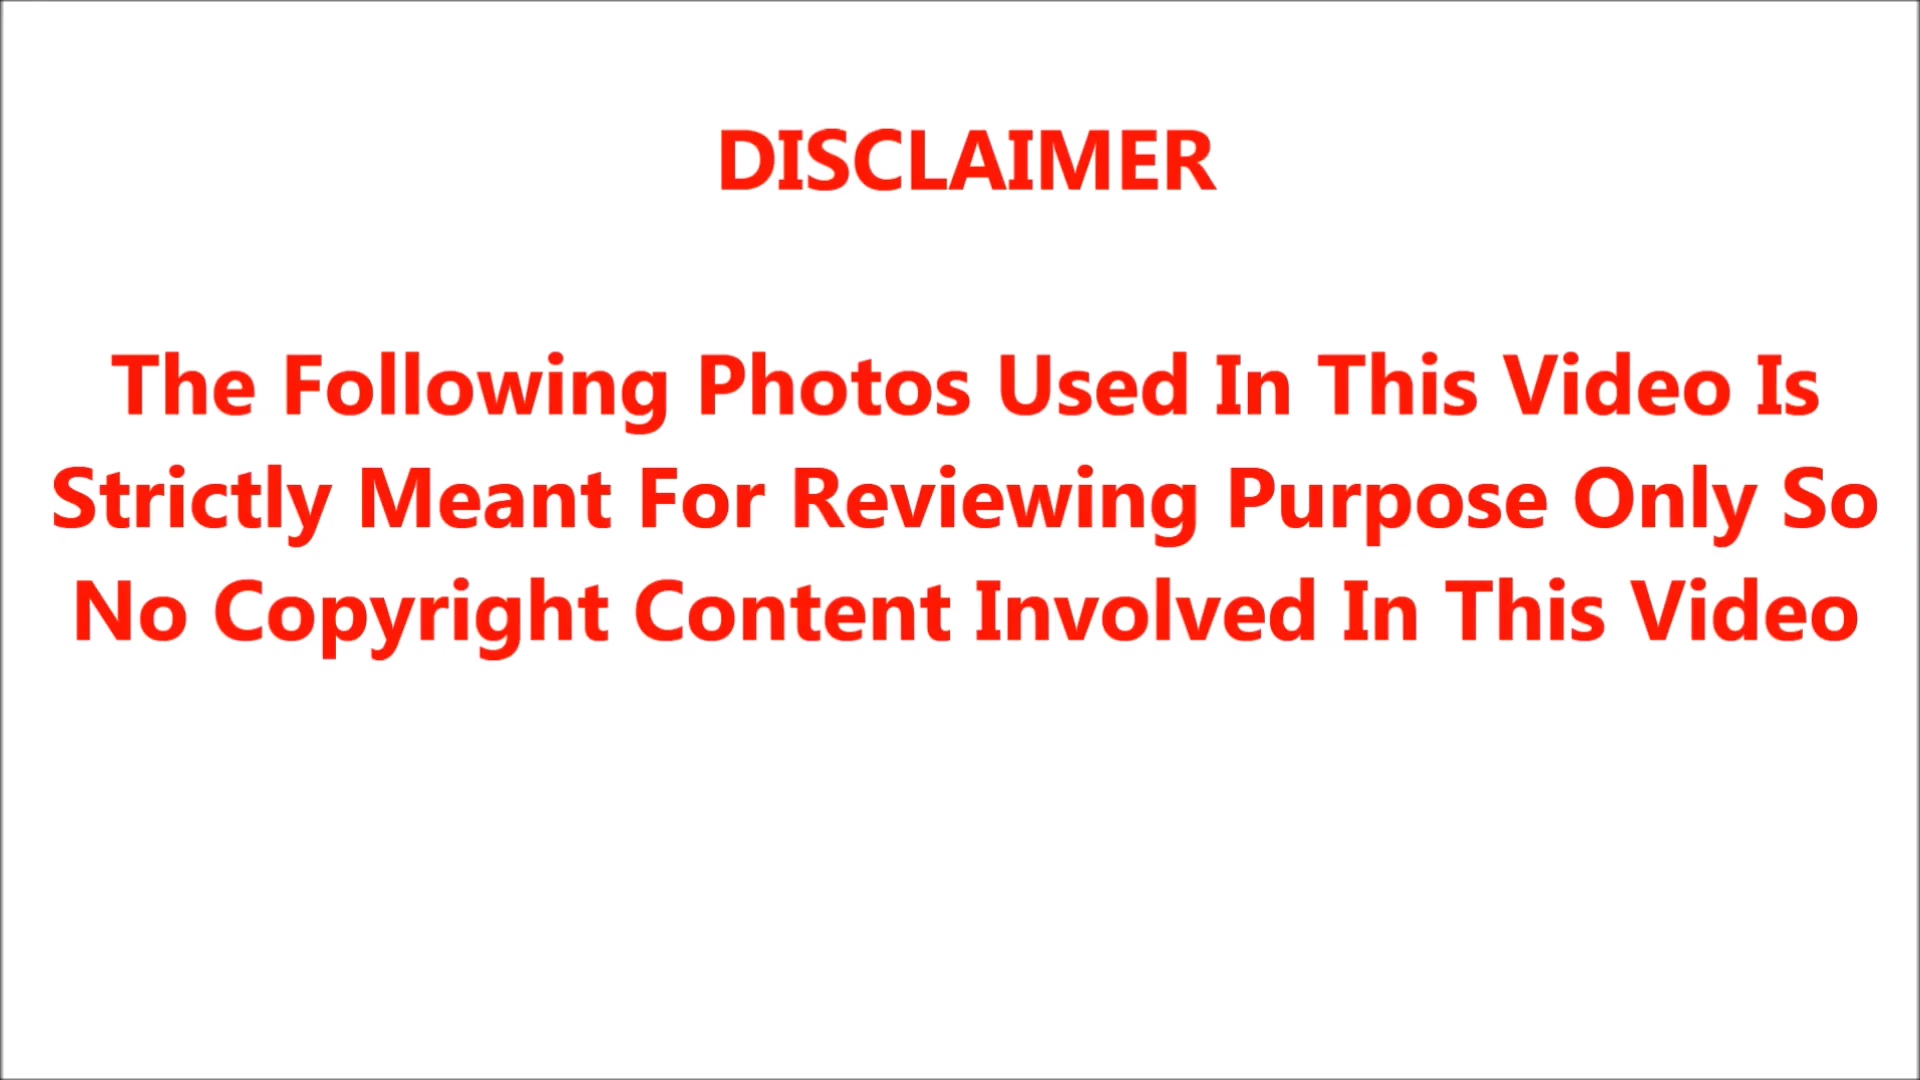 DISCLAIMER
The Following Photos Used In This Video Is
Strictly Meant For Reviewing Purpose Only So
No Copyright Content Involved In This Video